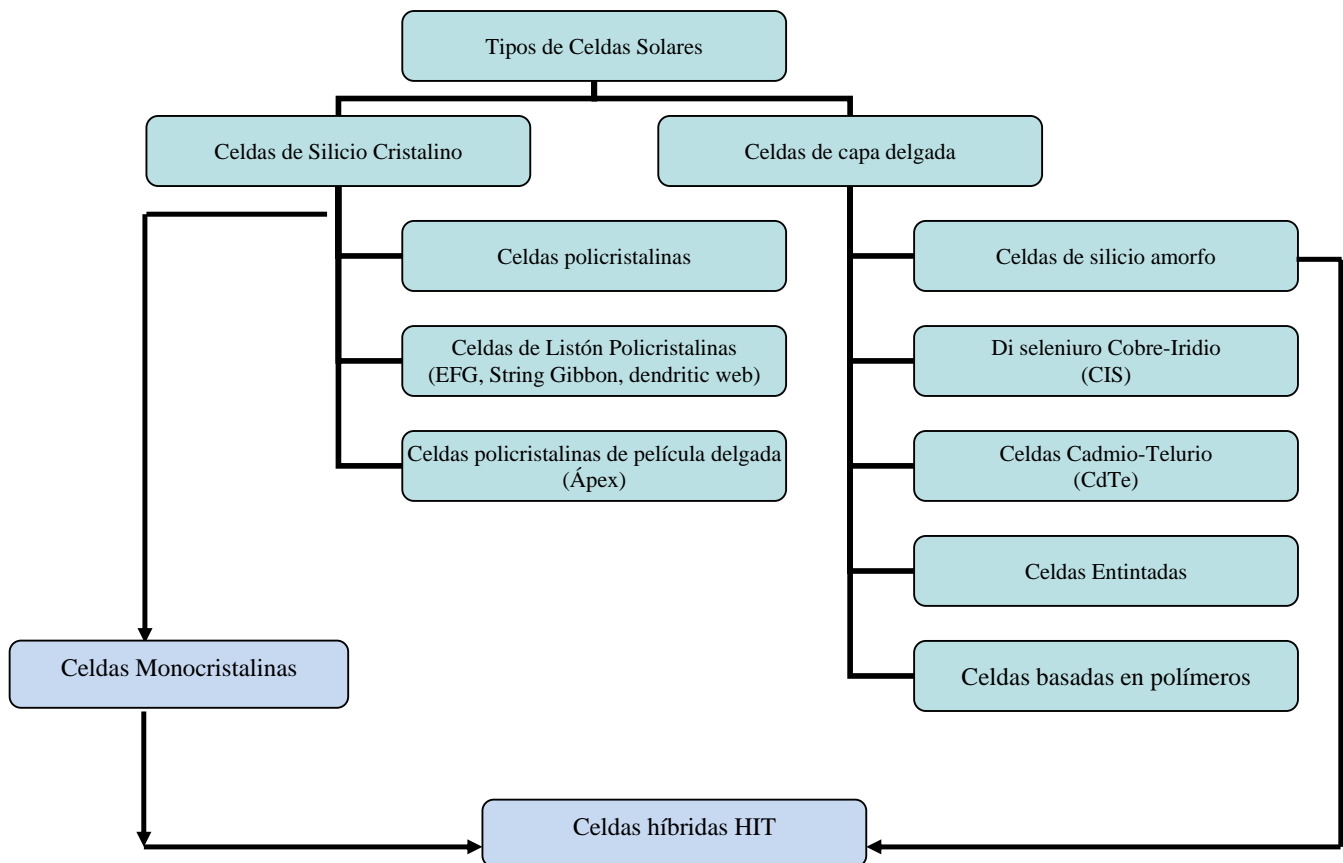 Tipos de Celdas Solares
Celdas de Silicio Cristalino
Celdas de capa delgada
Celdas policristalinas
Celdas de silicio amorfo
Celdas de Listón Policristalinas
(EFG, String Gibbon, dendritic web)
Di seleniuro Cobre-Iridio
(CIS)
Celdas policristalinas de película delgada
(Ápex)
Celdas Cadmio-Telurio
(CdTe)
Celdas Entintadas
Celdas Monocristalinas
Celdas basadas en polímeros
Celdas híbridas HIT